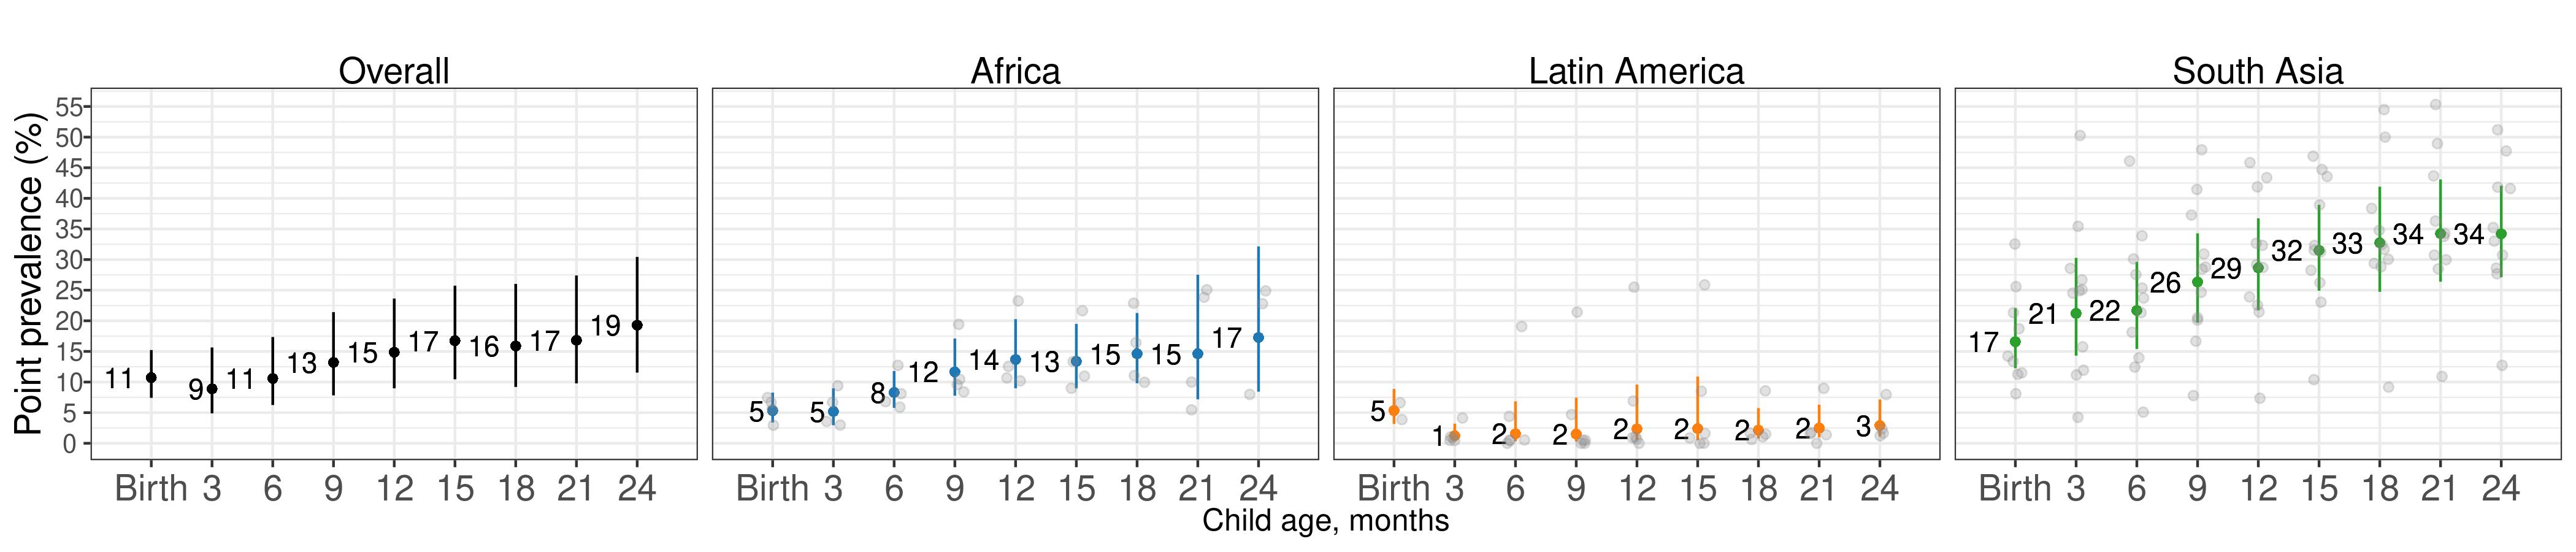 Overall Africa Latin America South Asia
Point prevalence (%)
55
50
45
40
35
30
25
20
15
10
5
0
11 9 11 13 15 17 16 17 19
5 5 8 12 14 13 15 15 17
5 1 2 2 2 2 2 2 3
17 21 22 26 29 32 33 34 34
Birth 3 6 9 12 15 18 21 24 Birth 3 6 9 12 15 18 21 24 Birth 3 6 9 12 15 18 21 24 Birth 3 6 9 12 15 18 21 24
Child age, months